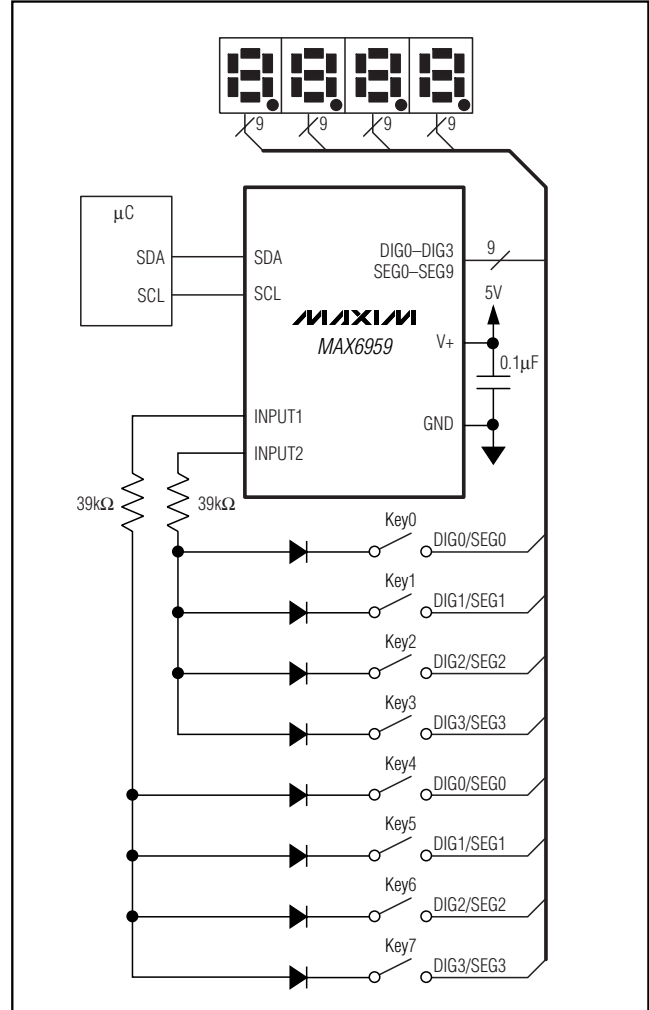 9 9 9 9
µC
SDA
SCL
SDA
SCL
DIG0–DIG3
SEG0–SEG9
9
5V
MAXIM
MAX6959
V+
0.1µF
GND
INPUT1
INPUT2
39kΩ
39kΩ
Key0
DIG0/SEG0
Key1
DIG1/SEG1
Key2
DIG2/SEG2
Key3
DIG3/SEG3
Key4
DIG0/SEG0
Key5
DIG1/SEG1
Key6
DIG2/SEG2
Key7
DIG3/SEG3